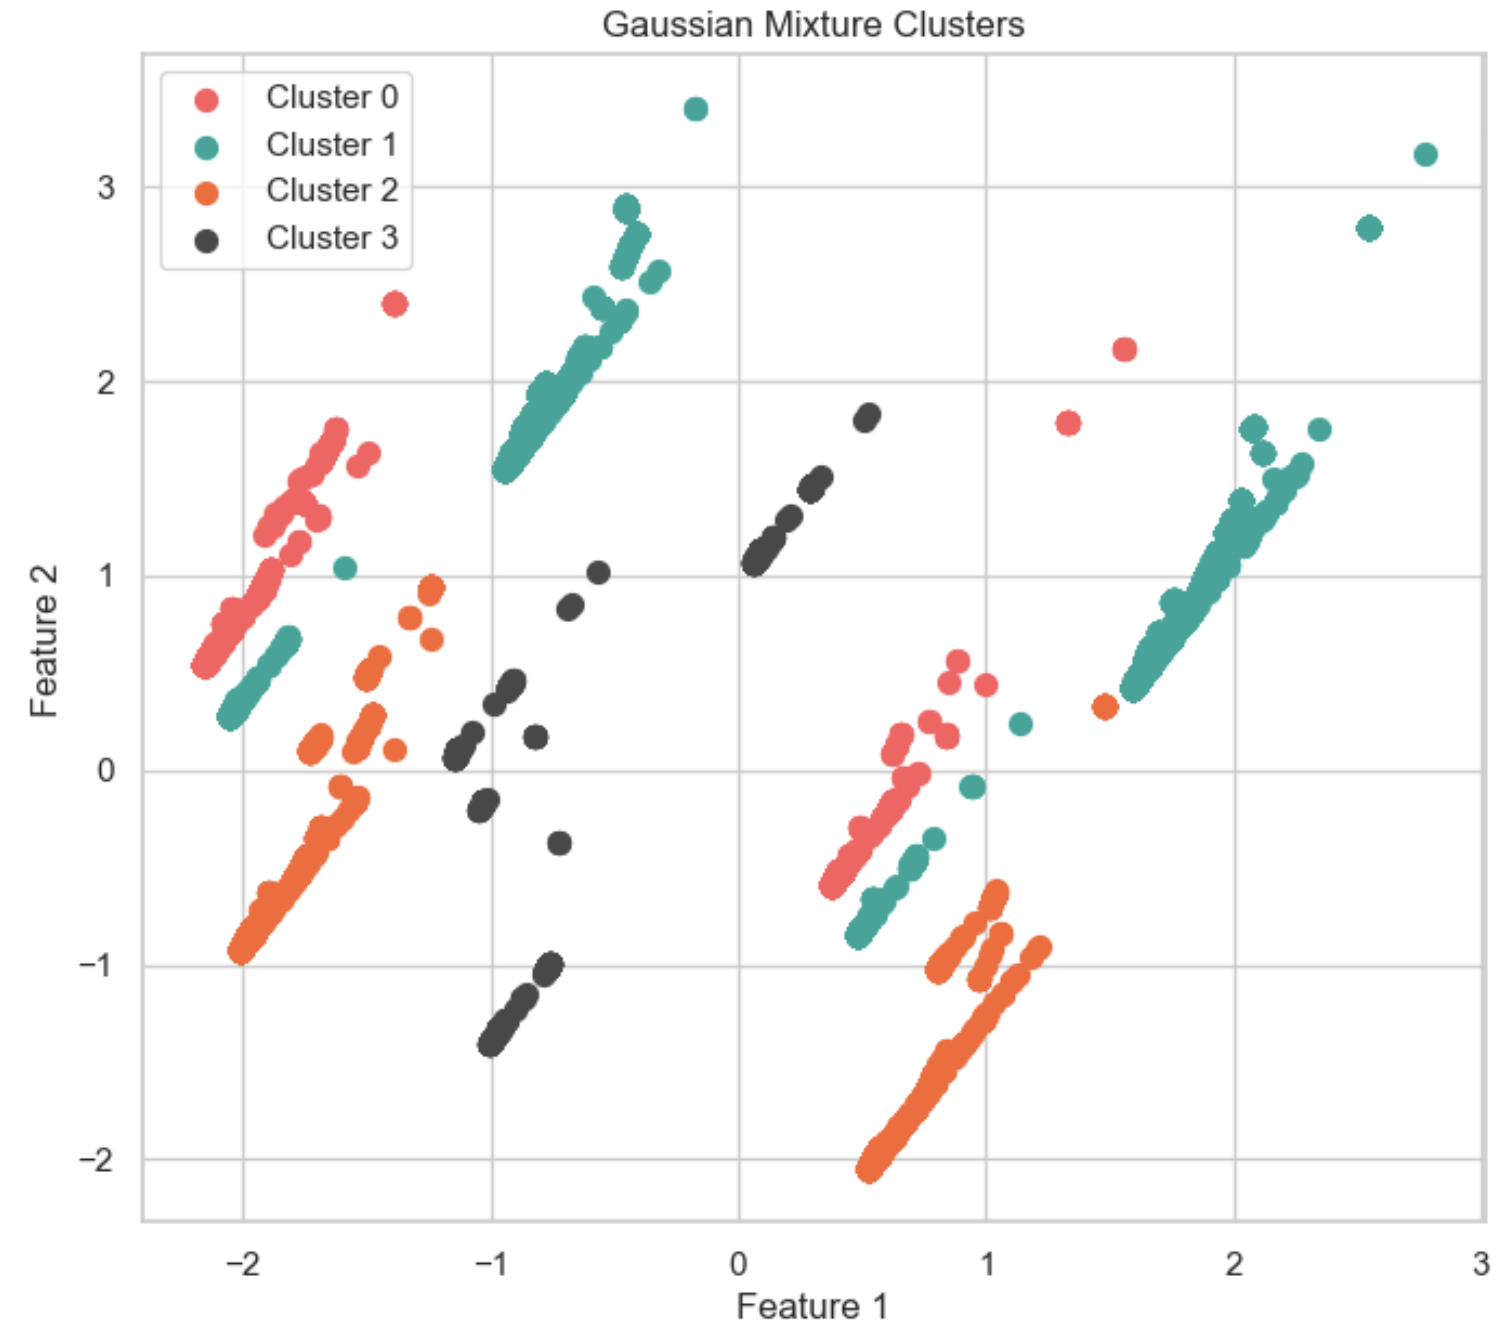 Gaussian Mixture Clusters
Cluster 0
Cluster 1
Cluster 2
Cluster 3
3
2
1
0
−1
−2
Feature 2
−2 −1 0 1 2 3
Feature 1